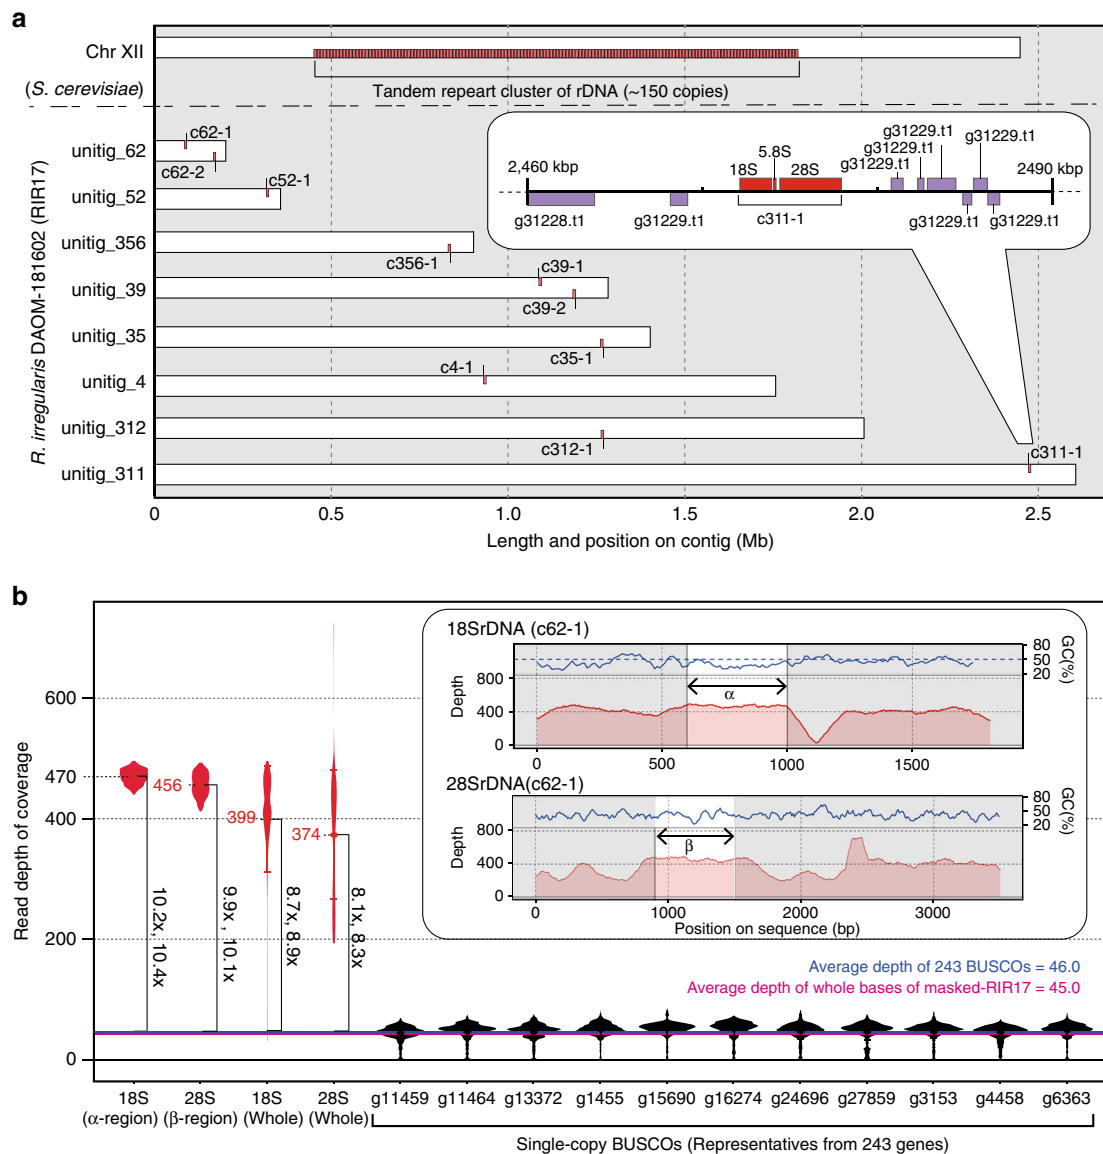 a
Chr XII
(S. cerevisiae)
Tandem repeart cluster of rDNA (~150 copies)
R. irregularis DAOM-181602 (RIR17)
unitig_62
c62-1
c62-2
unitig_52
c52-1
unitig_356
c356-1
unitig_39
c39-1
c39-2
unitig_35
c35-1
unitig_4
c4-1
unitig_312
c312-1
unitig_311
c311-1
2,460 kbp
18S
5.8S
28S
g31229.t1
g31229.t1
g31229.t1
g31229.t1
2490 kbp
g31228.t1
g31229.t1
c311-1
g31229.t1
g31229.t1
0
0.5
1.0
1.5
2.0
2.5
Length and position on contig (Mb)
b
Read depth of coverage
600
470
400
200
0
456
399
374
10.2x, 10.4x
9.9x, 10.1x
8.7x, 8.9x
8.1x, 8.3x
18SrDNA (c62-1)
80
50
20
GC(%)
Depth
800
400
0
α
0
500
1000
1500
28SrDNA(c62-1)
80
50
20
GC(%)
Depth
800
400
0
β
0
1000
2000
3000
Position on sequence (bp)
Average depth of 243 BUSCOs = 46.0
Average depth of whole bases of masked-RIR17 = 45.0
18S
(α-region)
28S
(β-region)
18S
(Whole)
28S
(Whole)
g11459
g11464
g13372
g1455
g15690
g16274
g24696
g27859
g3153
g4458
g6363
Single-copy BUSCOs (Representatives from 243 genes)